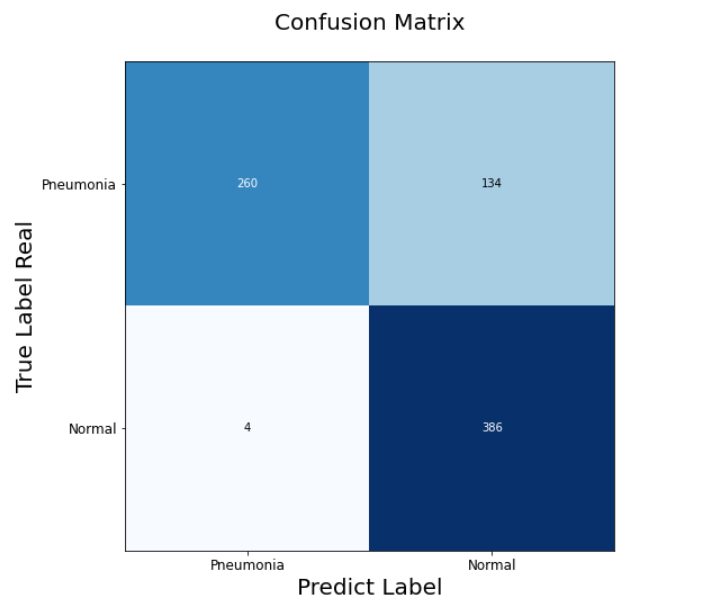 Confusion Matrix
True Label Real
Pneumonia
260
134
Normal
4
386
Pneumonia
Normal
Predict Label